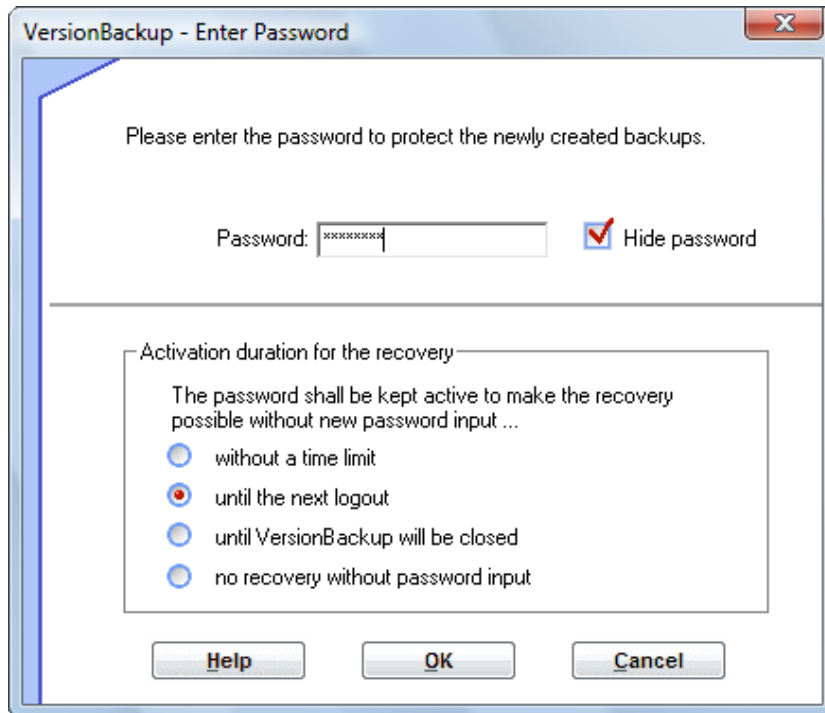 VersionBackup - Enter Password
Please enter the password to protect the newly created backups.
Password: ******** Hide password
Activation duration for the recovery
The password shall be kept active to make the recovery
possible without new password input ...
without a time limit
until the next logout
until VersionBackup will be closed
no recovery without password input
Help OK Cancel